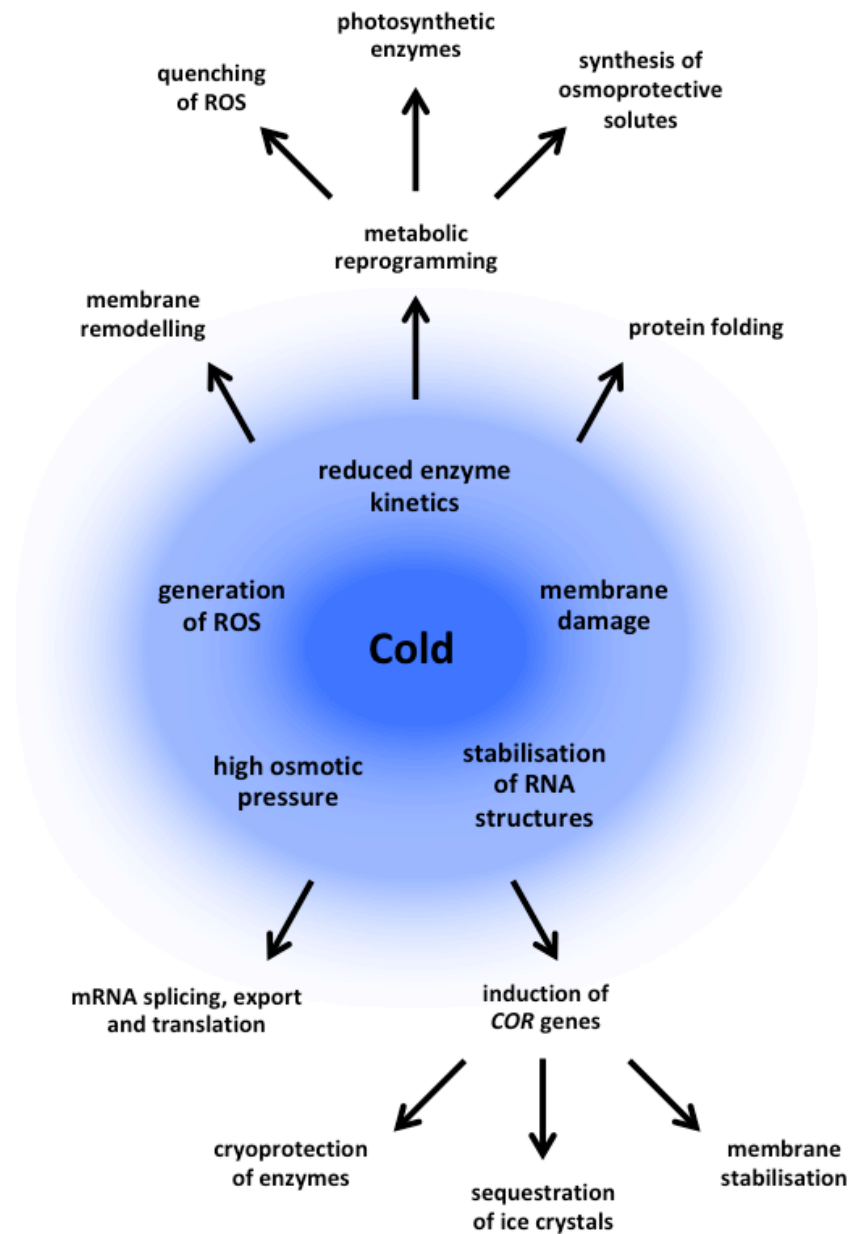 photosynthetic
enzymes
quenching
of ROS
synthesis of
osmoprotective
solutes
metabolic
reprogramming
membrane
remodelling
protein folding
reduced enzyme
kinetics
generation
of ROS
membrane
damage
Cold
high osmotic
pressure
stabilisation
of RNA
structures
mRNA splicing, export
and translation
induction of
COR genes
cryoprotection
of enzymes
sequestration
of ice crystals
membrane
stabilisation